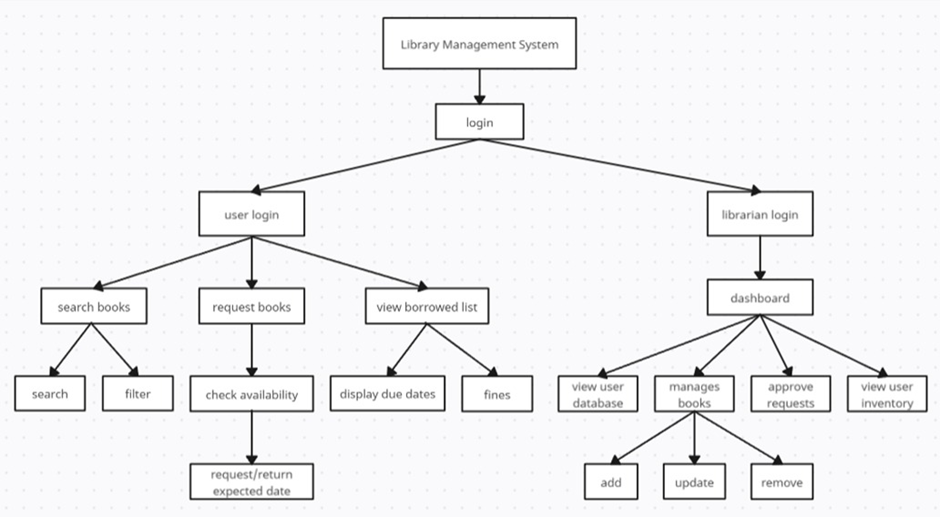 Library Management System
login
user login
librarian login
search books
request books
view borrowed list
dashboard
search
filter
check availability
display due dates
fines
view user
database
manages
books
approve
requests
view user
inventory
request/return
expected date
add
update
remove